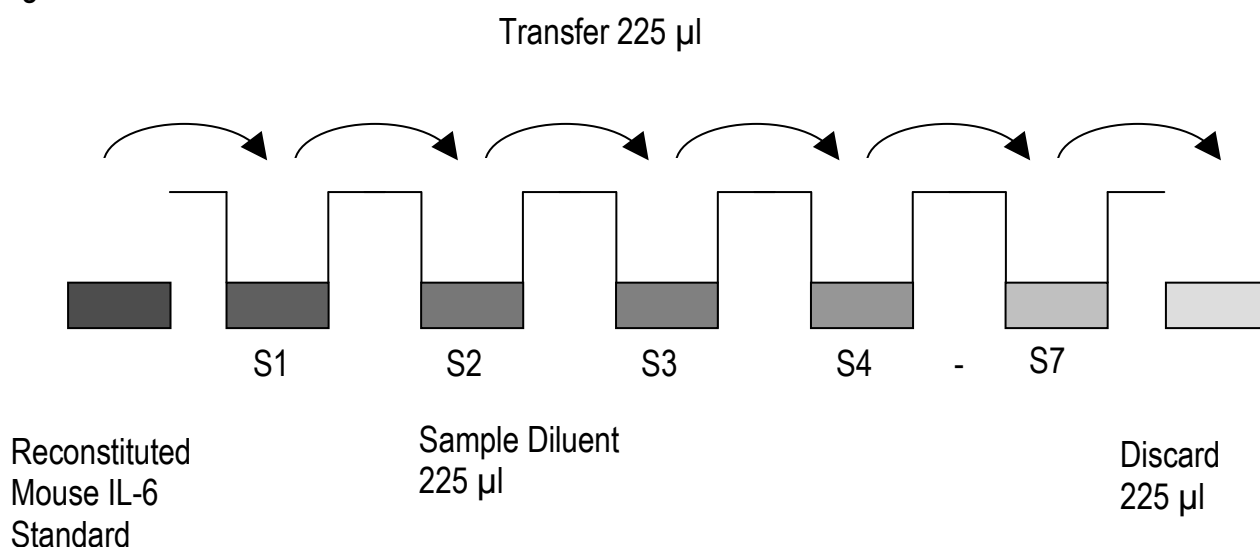 Transfer 225 µl
S1 S2 S3 S4 - S7
Reconstituted
Mouse IL-6
Standard
Sample Diluent
225 µl
Discard
225 µl